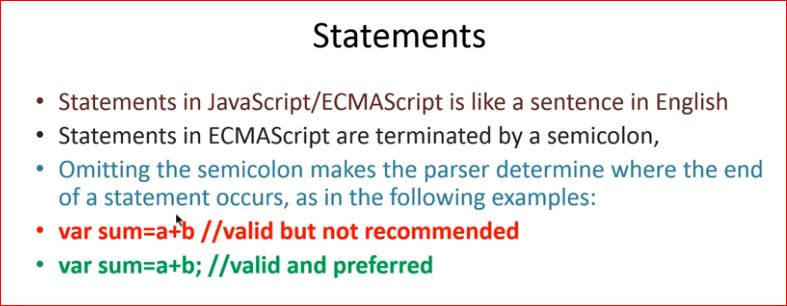 Statements
• Statements in JavaScript/ECMAScript is like a sentence in English
• Statements in ECMAScript are terminated by a semicolon,
• Omitting the semicolon makes the parser determine where the end
of a statement occurs, as in the following examples:
• var sum=a+b //valid but not recommended
• var sum=a+b; //valid and preferred